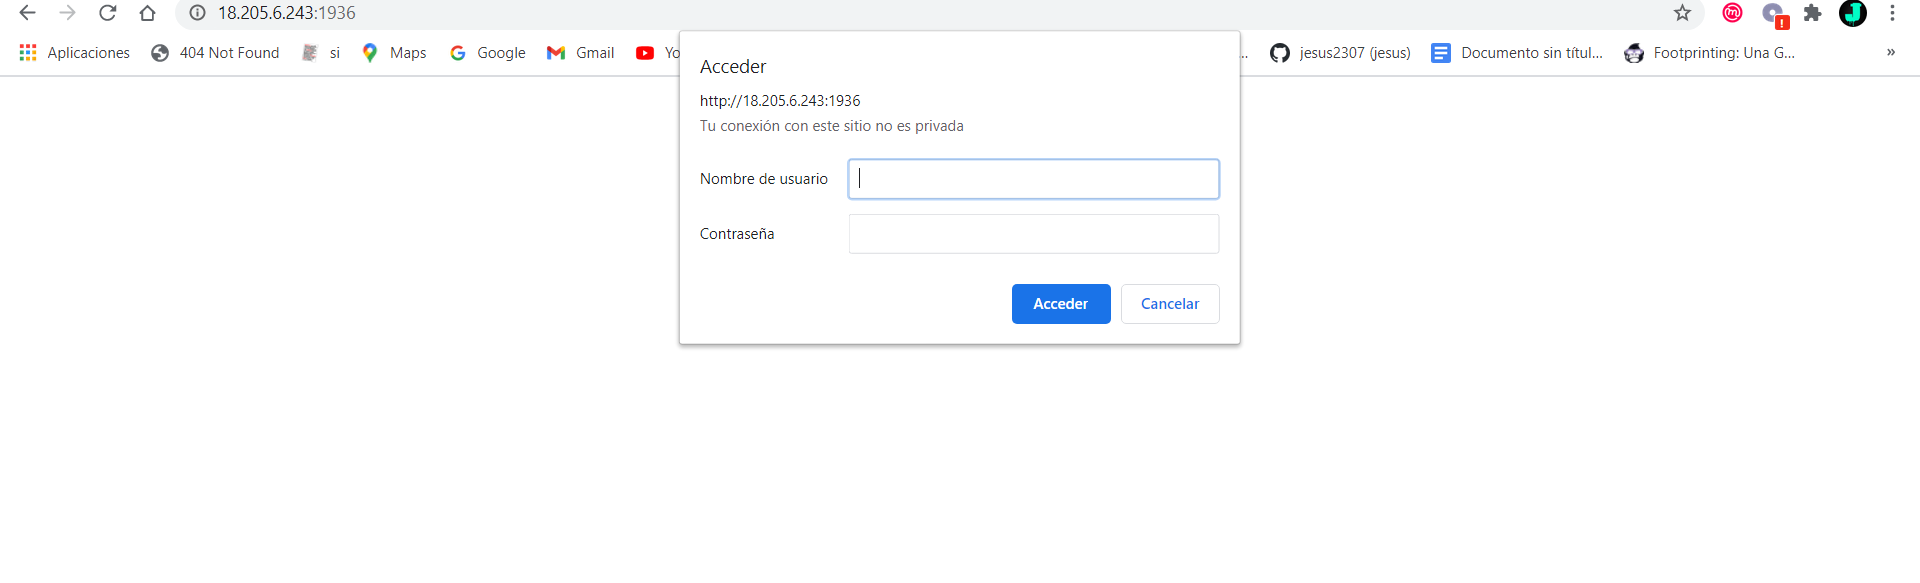 18.205.6.243:1936
Aplicaciones 404 Not Found si Maps Google Gmail Yo ... jesus2307 (jesus) Documento sin títul... Footprinting: Una G... »
Acceder
http://18.205.6.243:1936
Tu conexión con este sitio no es privada
Nombre de usuario
Contraseña
Acceder Cancelar